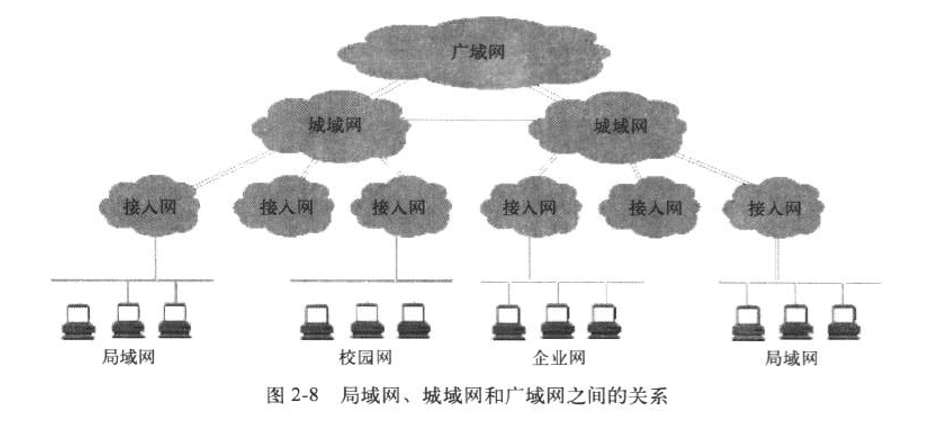 广域网
城域网 城域网
接入网 接入网 接入网 接入网 接入网 接入网
局域网 校园网 企业网 局域网
图 2-8 局域网、城域网和广域网之间的关系